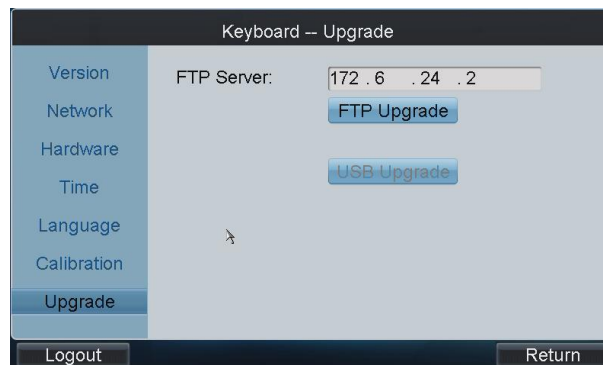 Keyboard -- Upgrade
Version
Network
Hardware
Time
Language
Calibration
Upgrade
FTP Server: 172 . 6 . 24 . 2
FTP Upgrade
USB Upgrade
Logout
Return